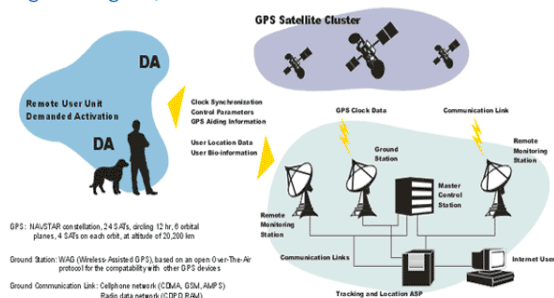 GPS Satellite Cluster
DA
Remote User Unit
Demanded Activation
DA
Clock Synchronization
Control Parameters
GPS Aiding Information
User Location Data
User Bio-information
GPS Clock Data
Communication Link
Ground
Station
Remote
Monitoring
Station
Master
Control
Station
Remote
Monitoring
Station
Communication Links
Internet User
Tracking and Location ASP
GPS: NAVSTAR constellation, 24 SATs, circling 12 hr, 6 orbital
planes, 4 SATs on each orbit, at attitude of 20,200 km
Ground Station: WAG (Wireless-Assisted GPS), based on an open Over-The-Air
protocol for the compatability with other GPS devices
Ground Communication Link: Cellphone network (CDMA, GSM, AMPS)
Radio data network (CDPD, RAM)